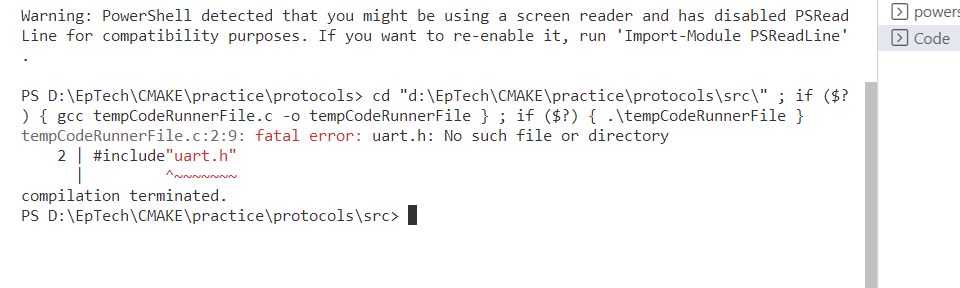 Warning: PowerShell detected that you might be using a screen reader and has disabled PSRead
Line for compatibility purposes. If you want to re-enable it, run 'Import-Module PSReadLine'
.
PS D:\EpTech\CMAKE\practice\protocols> cd "d:\EpTech\CMAKE\practice\protocols\src\" ; if ($?
) { gcc tempCodeRunnerFile.c -o tempCodeRunnerFile } ; if ($?) { .\tempCodeRunnerFile }
tempCodeRunnerFile.c:2:9: fatal error: uart.h: No such file or directory
    2 | #include"uart.h"
      |         ^~~~~~~~
compilation terminated.
PS D:\EpTech\CMAKE\practice\protocols\src>
powers
Code